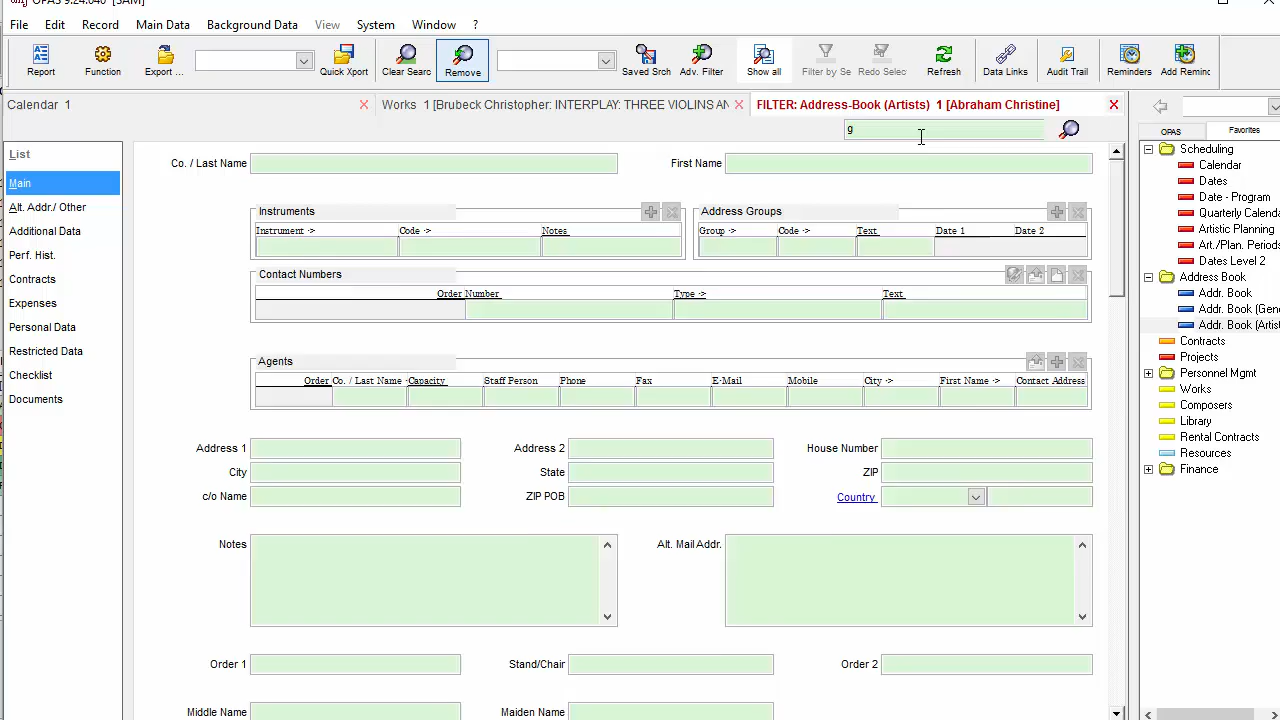 OPAS 9.24.040 [SAM]
File Edit Record Main Data Background Data View System Window ?
Report Function Export ... Quick Xport Clear Searc Remove Saved Srch Adv. Filter Show all Filter by Se Redo Selec Refresh Data Links Audit Trail Reminders Add Reminc
Calendar 1 Works 1 [Brubeck Christopher: INTERPLAY: THREE VIOLINS AN FILTER: Address-Book (Artists) 1 [Abraham Christine]
g
OPAS Favorites
List
Main
Alt. Addr./ Other
Additional Data
Perf. Hist.
Contracts
Expenses
Personal Data
Restricted Data
Checklist
Documents
Co. / Last Name First Name
Instruments Address Groups
Instrument -> Code -> Notes Group -> Code -> Text Date 1 Date 2
Contact Numbers
Order Number Type -> Text
Agents
Order Co. / Last Name Capacity Staff Person Phone Fax E-Mail Mobile City -> First Name -> Contact Address
Address 1 Address 2 House Number
City State ZIP
c/o Name ZIP POB Country
Notes Alt. Mail Addr.
Order 1 Stand/Chair Order 2
Middle Name Maiden Name
Scheduling
Calendar
Dates
Date - Program
Quarterly Calend
Artistic Planning
Art./Plan. Period
Dates Level 2
Address Book
Addr. Book
Addr. Book (Gen
Addr. Book (Artis
Contracts
Projects
Personnel Mgmt
Works
Composers
Library
Rental Contracts
Resources
Finance